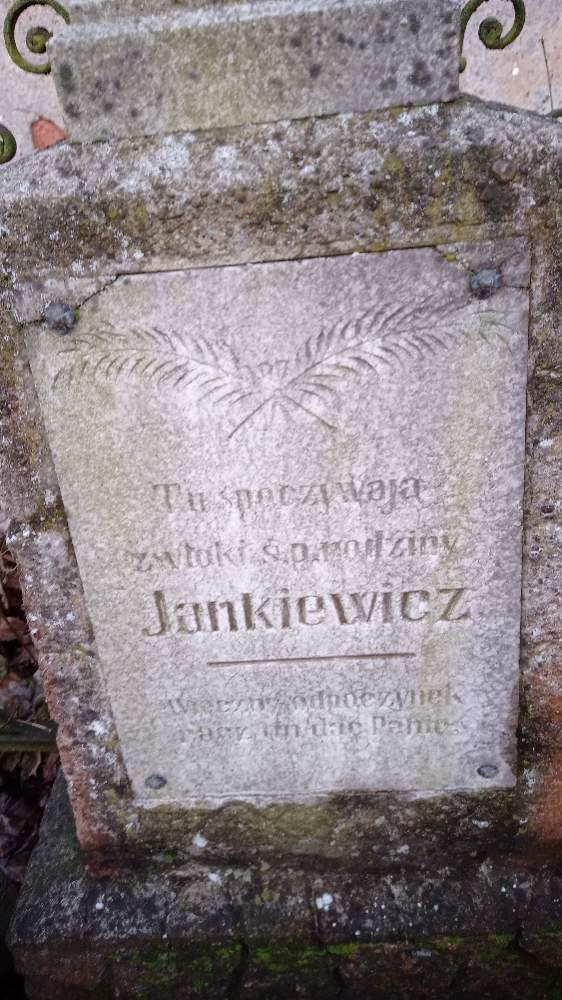 Tu spoczywają
zwłoki ś.p. rodziny
Jankiewicz
Wieczny odpoczynek
racz im dać Panie